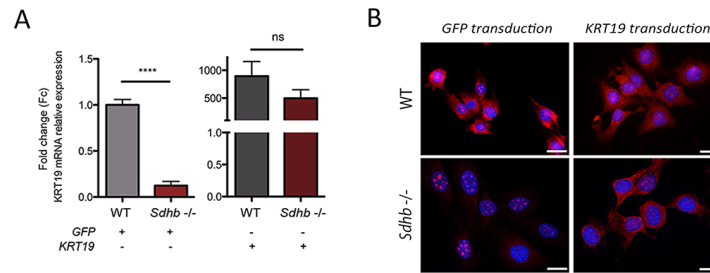 A
Fold change (Fc)
KRT19 mRNA relative expression
1.5
1.0
0.5
0.0
****
WT
Sdhb -/-
1000
500
1.0
0.5
0.0
ns
WT
Sdhb -/-
GFP + + - -
KRT19 - - + +
B
GFP transduction
KRT19 transduction
WT
Sdhb -/-